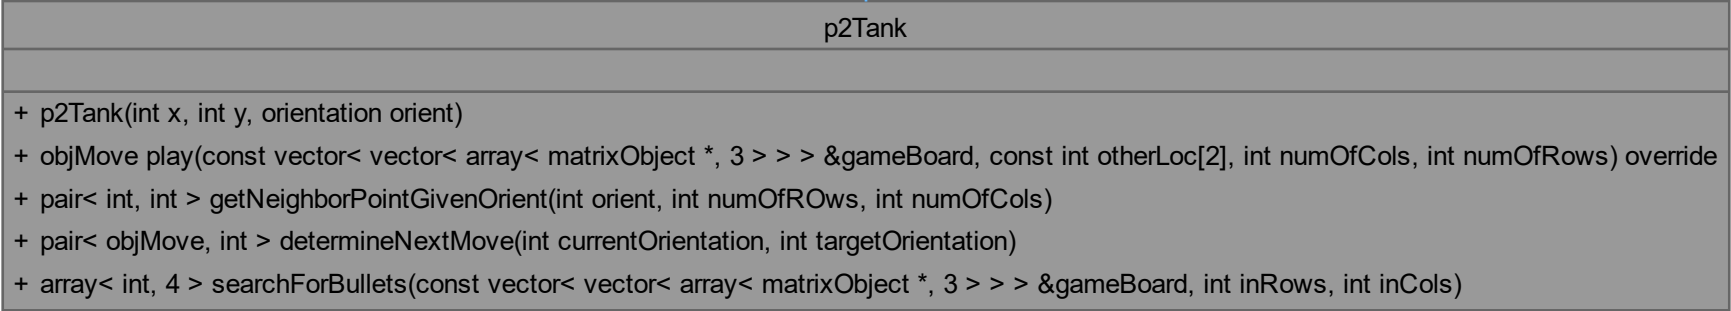 p2Tank
+ p2Tank(int x, int y, orientation orient)
+ objMove play(const vector< vector< array< matrixObject *, 3 > > > &gameBoard, const int otherLoc[2], int numOfCols, int numOfRows) override
+ pair< int, int > getNeighborPointGivenOrient(int orient, int numOfROws, int numOfCols)
+ pair< objMove, int > determineNextMove(int currentOrientation, int targetOrientation)
+ array< int, 4 > searchForBullets(const vector< vector< array< matrixObject *, 3 > > > &gameBoard, int inRows, int inCols)